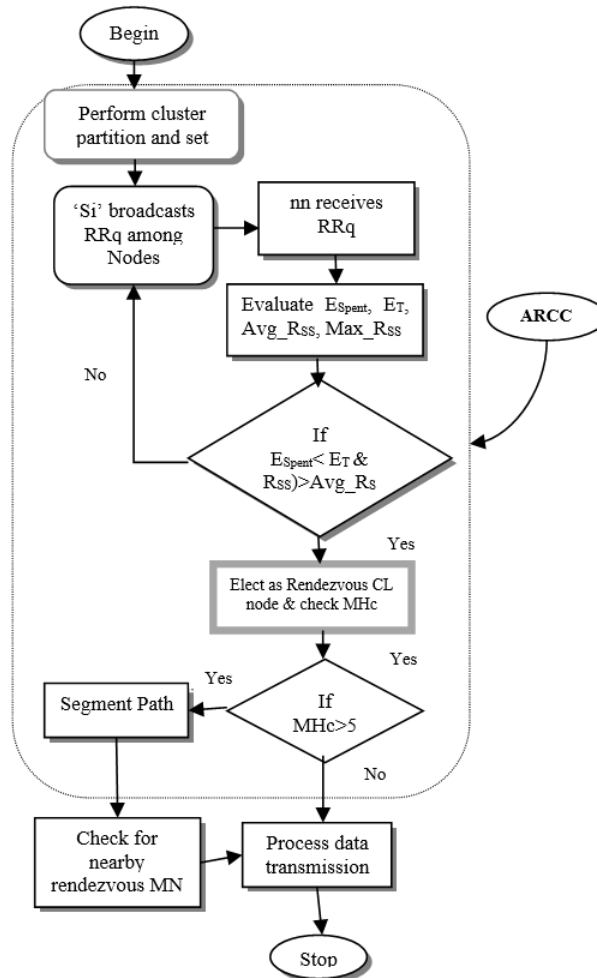 Begin
Perform cluster
partition and set
‘Si’ broadcasts
RRq among
Nodes
nn receives
RRq
Evaluate ESpent, ET,
Avg_RSS, Max_RSS
ARCC
No
If
ESpent< ET &
RSS)>Avg_RS
Yes
Elect as Rendezvous CL
node & check MHc
Yes
Yes
Segment Path
If
MHc>5
No
Check for
nearby
rendezvous MN
Process data
transmission
Stop